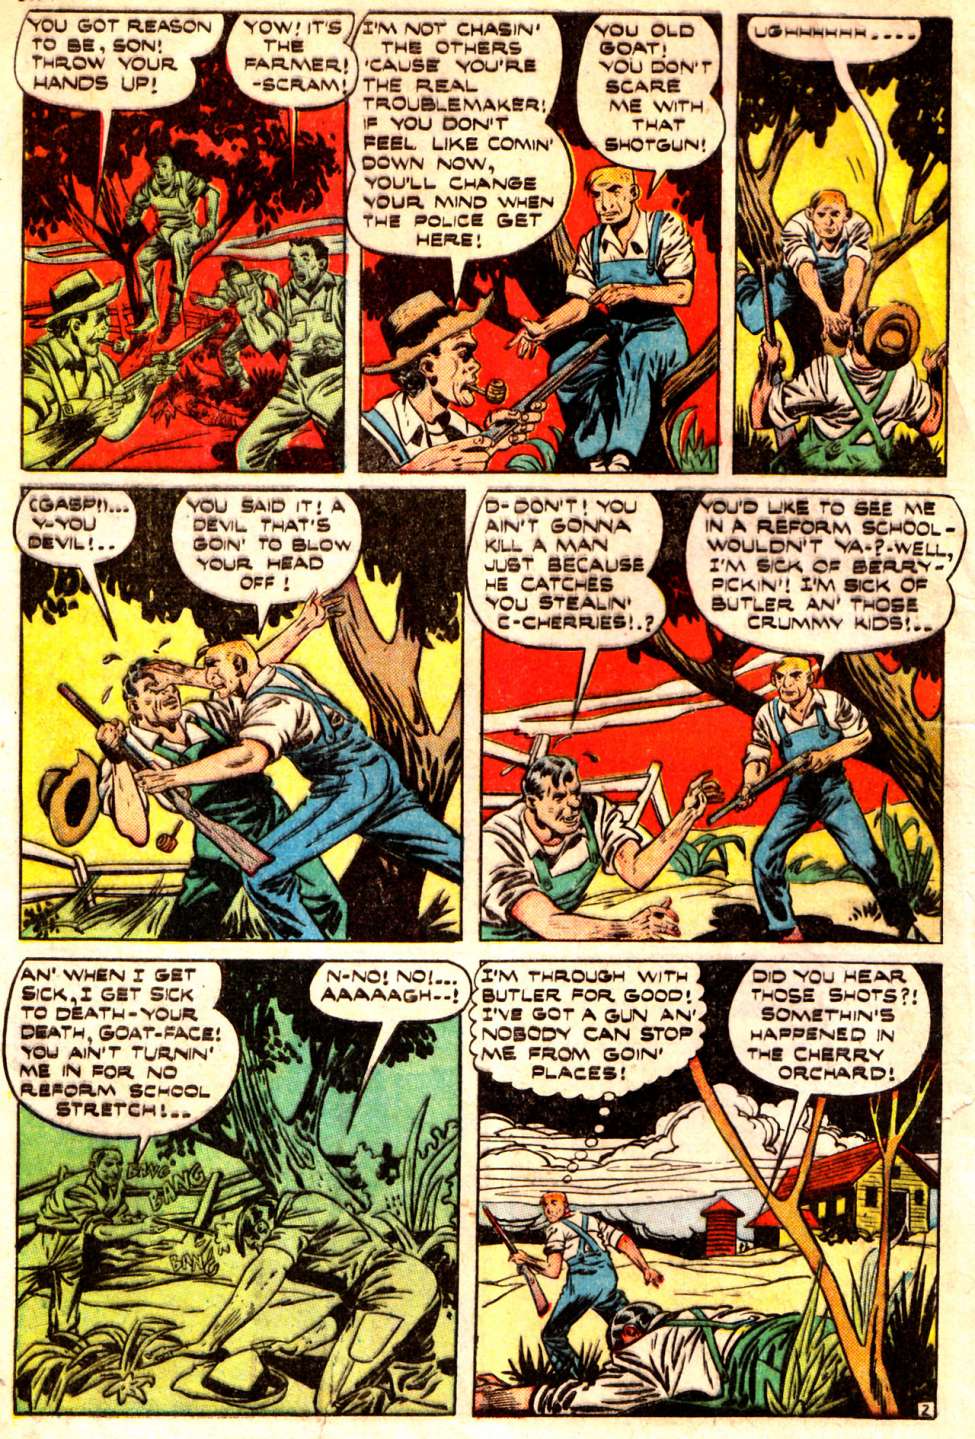 YOU GOT REASON
TO BE, SON!
THROW YOUR
HANDS UP!
YOW! IT'S
THE
FARMER!
-SCRAM!
I'M NOT CHASIN'
THE OTHERS
'CAUSE YOU'RE
THE REAL
TROUBLEMAKER!
IF YOU DON'T
FEEL LIKE COMIN'
DOWN NOW,
YOU'LL CHANGE
YOUR MIND WHEN
THE POLICE GET
HERE!
YOU OLD
GOAT!
YOU DON'T
SCARE
ME WITH
THAT
SHOTGUN!
UGHHHHHH....
(GASP!)...
Y-YOU
DEVIL!..
YOU SAID IT! A
DEVIL THAT'S
GOIN' TO BLOW
YOUR HEAD
OFF!
D-DON'T! YOU
AIN'T GONNA
KILL A MAN
JUST BECAUSE
HE CATCHES
YOU STEALIN'
C-CHERRIES!.?
YOU'D LIKE TO SEE ME
IN A REFORM SCHOOL-
WOULDN'T YA-?-WELL,
I'M SICK OF BERRY-
PICKIN'! I'M SICK OF
BUTLER AN' THOSE
CRUMMY KIDS!..
AN' WHEN I GET
SICK, I GET SICK
TO DEATH-YOUR
DEATH, GOAT-FACE!
YOU AIN'T TURNIN'
ME IN FOR NO
REFORM SCHOOL
STRETCH!..
N-NO! NO!...
AAAAAGH--!
BANG
BANG
BANG
I'M THROUGH WITH
BUTLER FOR GOOD!
I'VE GOT A GUN AN'
NOBODY CAN STOP
ME FROM GOIN'
PLACES!
DID YOU HEAR
THOSE SHOTS?!
SOMETHIN'S
HAPPENED IN
THE CHERRY
ORCHARD!
2